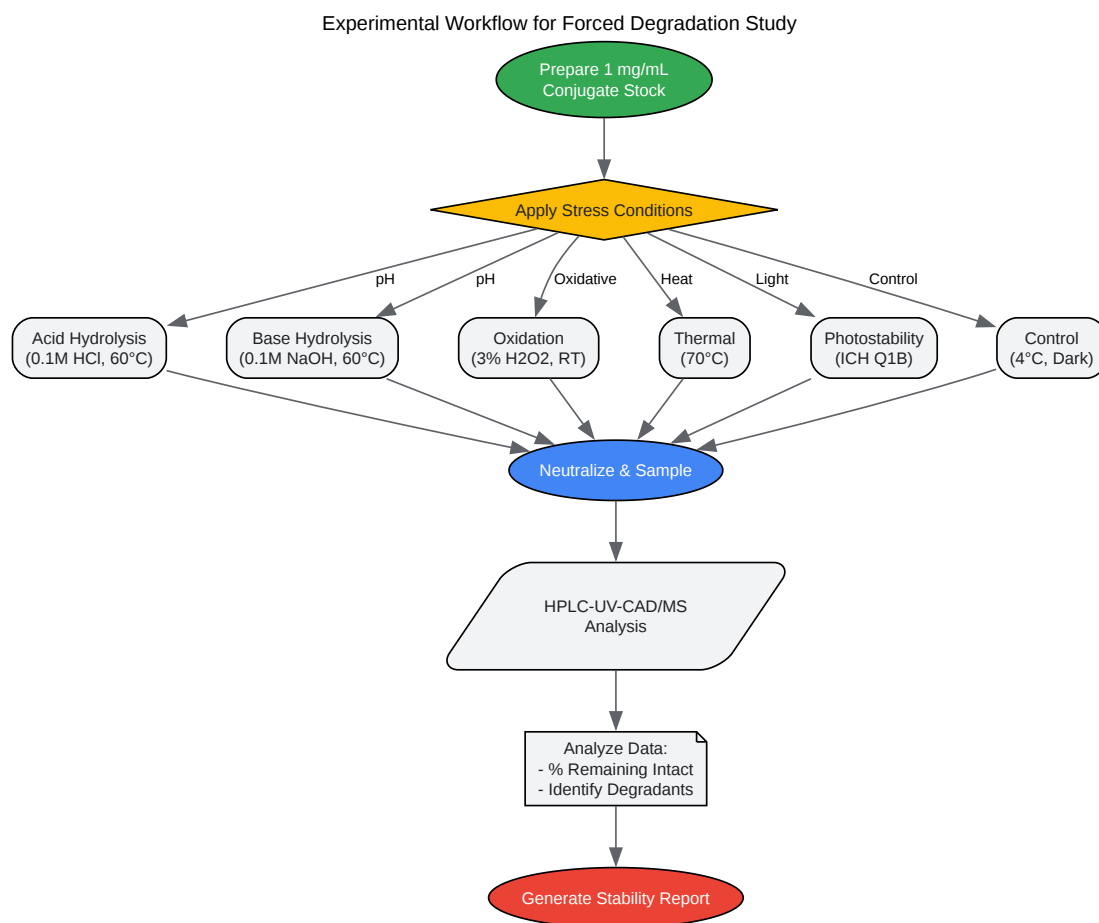 Experimental Workflow for Forced Degradation Study
Prepare 1 mg/mL
Conjugate Stock
Apply Stress Conditions
pH
pH
Oxidative
Heat
Light
Control
Acid Hydrolysis
(0.1M HCl, 60°C)
Base Hydrolysis
(0.1M NaOH, 60°C)
Oxidation
(3% H2O2, RT)
Thermal
(70°C)
Photostability
(ICH Q1B)
Control
(4°C, Dark)
Neutralize & Sample
HPLC-UV-CAD/MS
Analysis
Analyze Data:
- % Remaining Intact
- Identify Degradants
Generate Stability Report